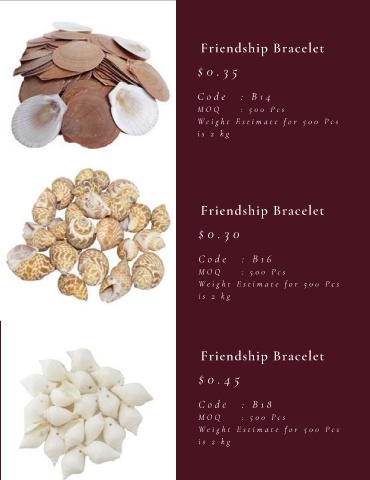 Friendship Bracelet
$0.35
Code : B14
MOQ : 500 Pcs
Weight Estimate for 500 Pcs
is 2 kg
Friendship Bracelet
$0.30
Code : B16
MOQ : 500 Pcs
Weight Estimate for 500 Pcs
is 2 kg
Friendship Bracelet
$0.45
Code : B18
MOQ : 500 Pcs
Weight Estimate for 500 Pcs
is 2 kg